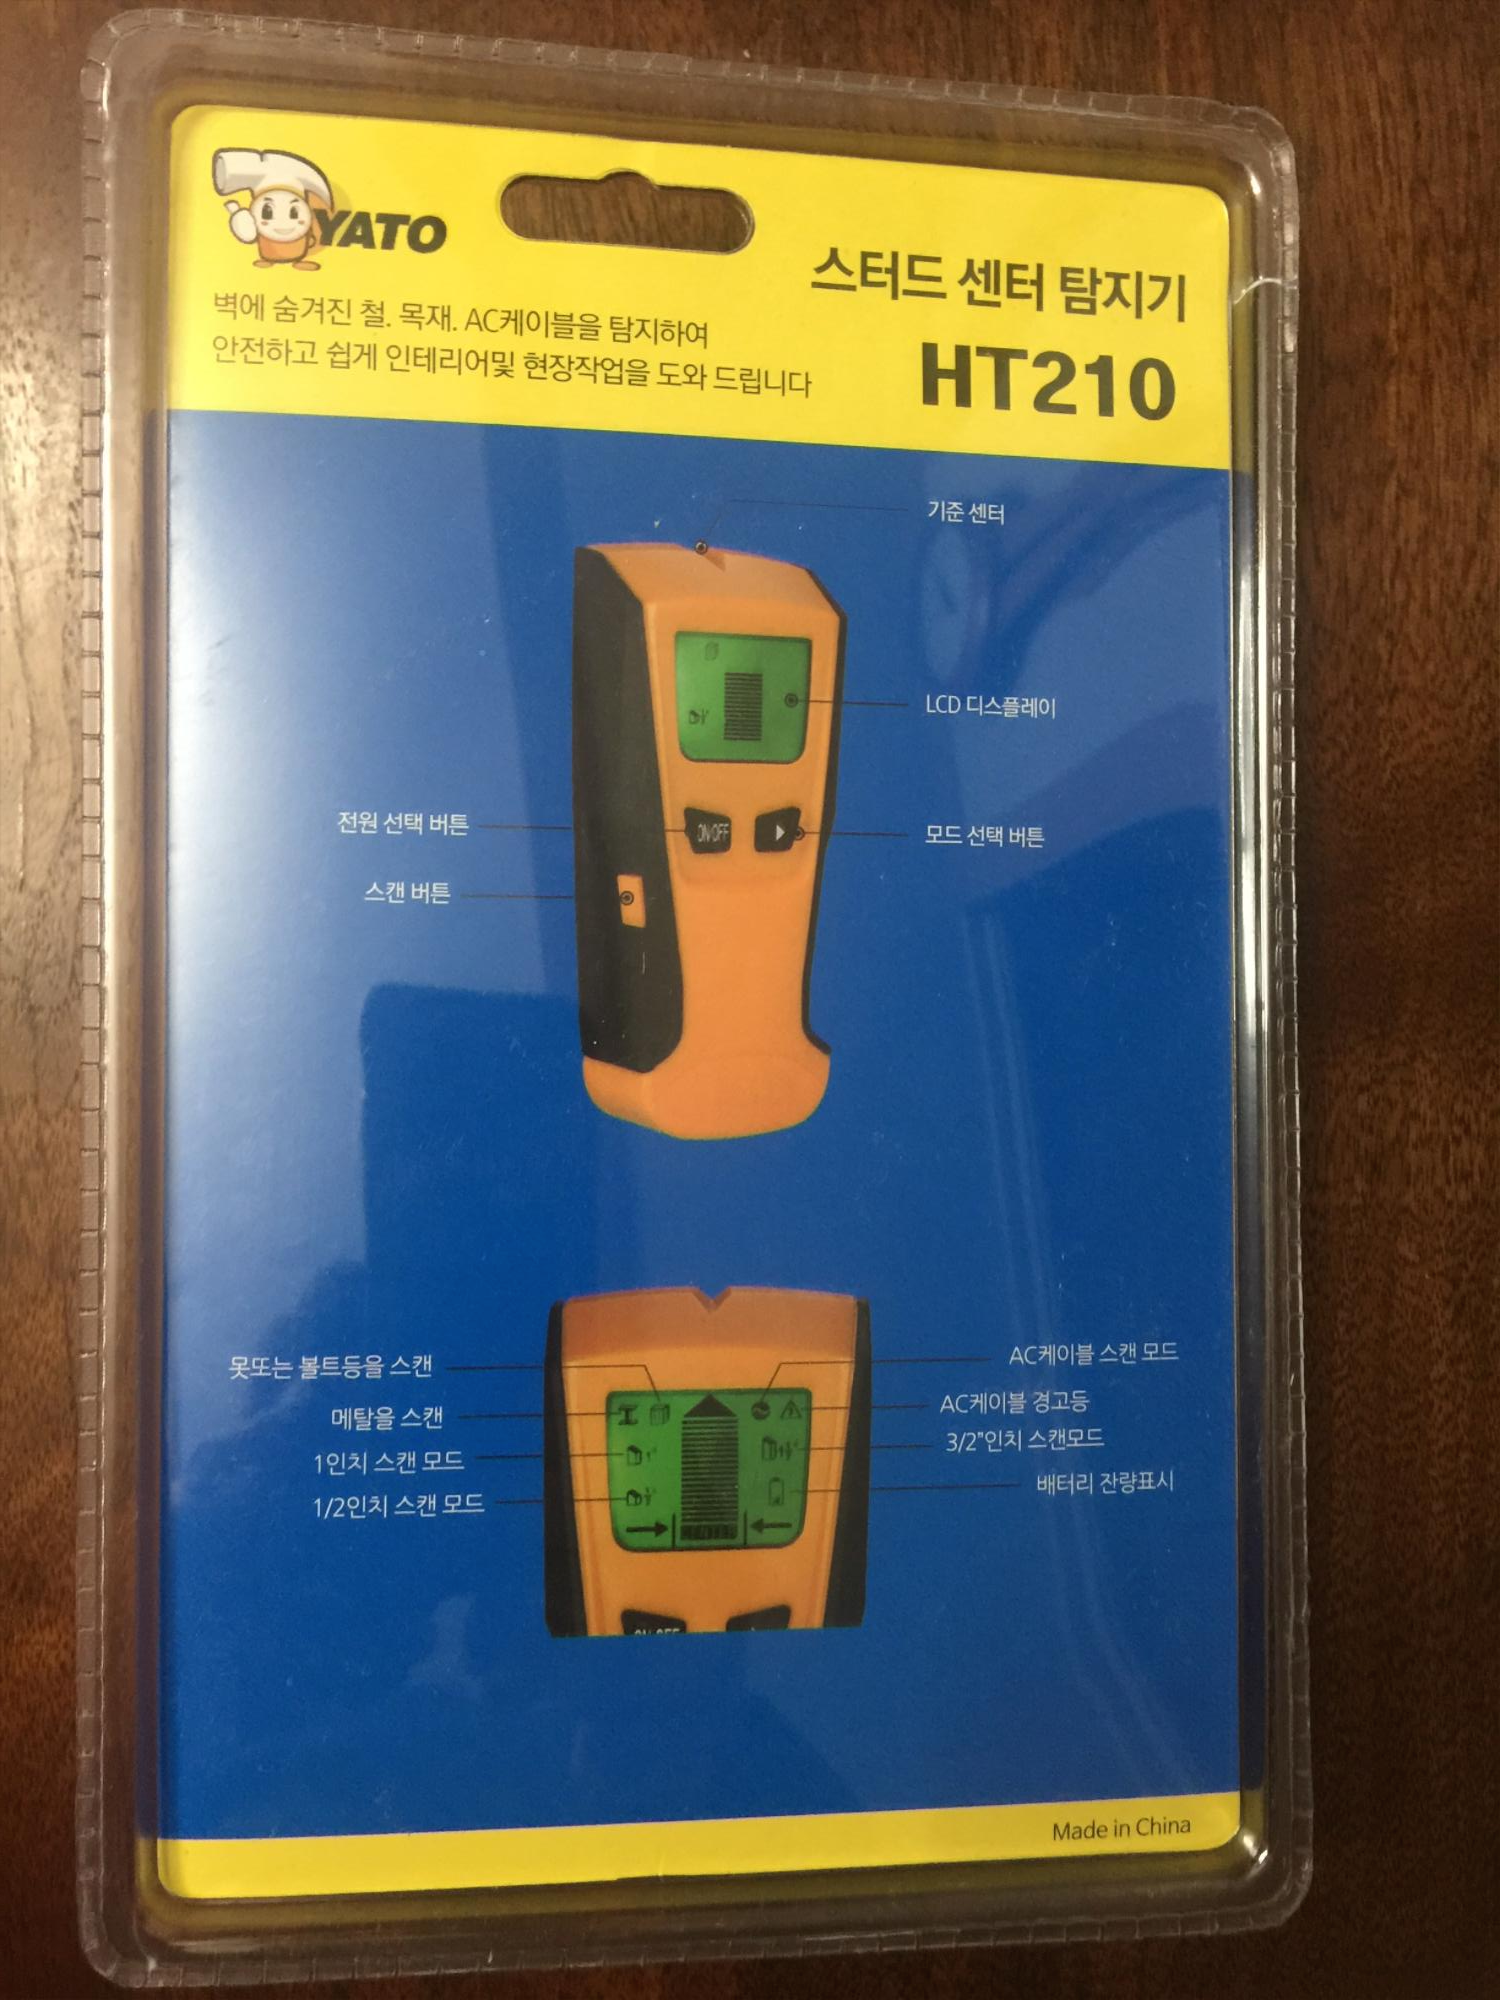 YATO
스터드 센터 탐지기
HT210
벽에 숨겨진 철. 목재. AC케이블을 탐지하여
안전하고 쉽게 인테리어및 현장작업을 도와 드립니다
기준 센터
LCD 디스플레이
전원 선택 버튼
ON/OFF
모드 선택 버튼
스캔 버튼
못또는 볼트등을 스캔
메탈을 스캔
1인치 스캔 모드
1/2인치 스캔 모드
AC케이블 스캔 모드
AC케이블 경고등
3/2"인치 스캔모드
배터리 잔량표시
CENTER
ON/OFF
Made in China